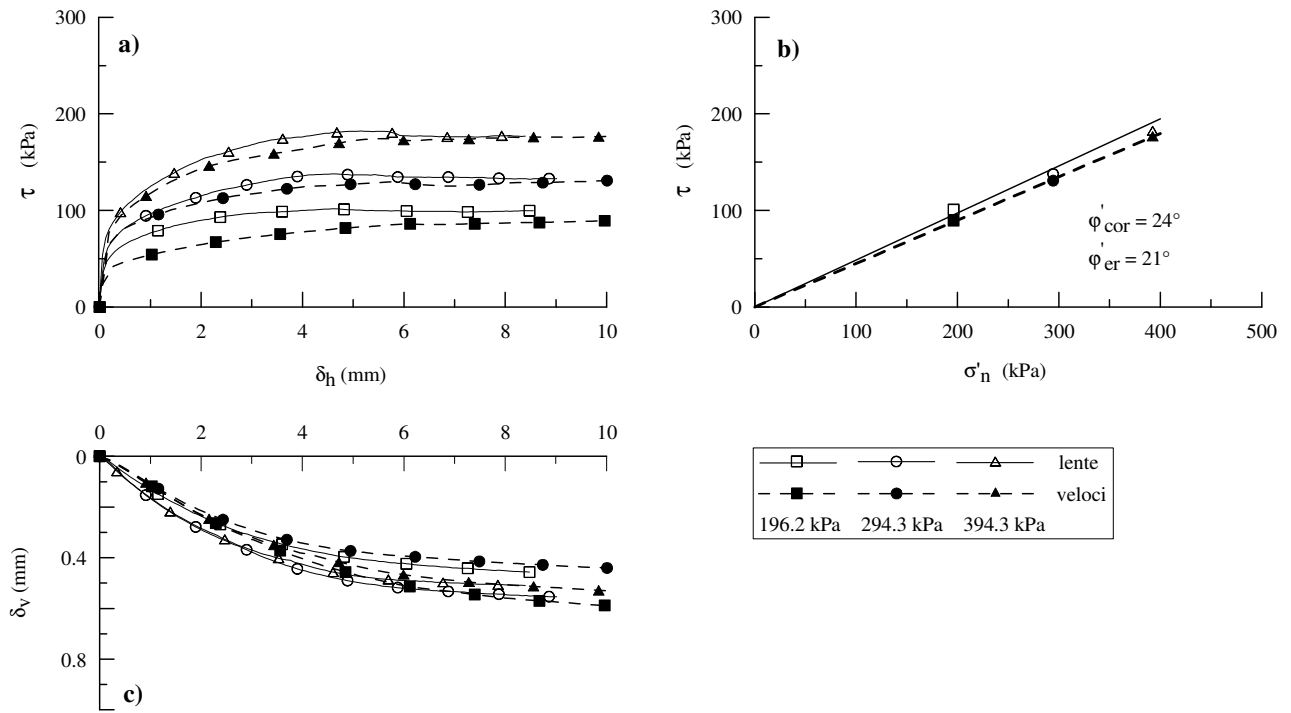 a)
300
200
100
0
τ (kPa)
0 2 4 6 8 10
δh (mm)
b)
300
200
100
0
τ (kPa)
φ'cor = 24°
φ'er = 21°
0 100 200 300 400 500
σ'n (kPa)
0 2 4 6 8 10
0
0.4
0.8
δv (mm)
c)
lente
veloci
196.2 kPa 294.3 kPa 394.3 kPa